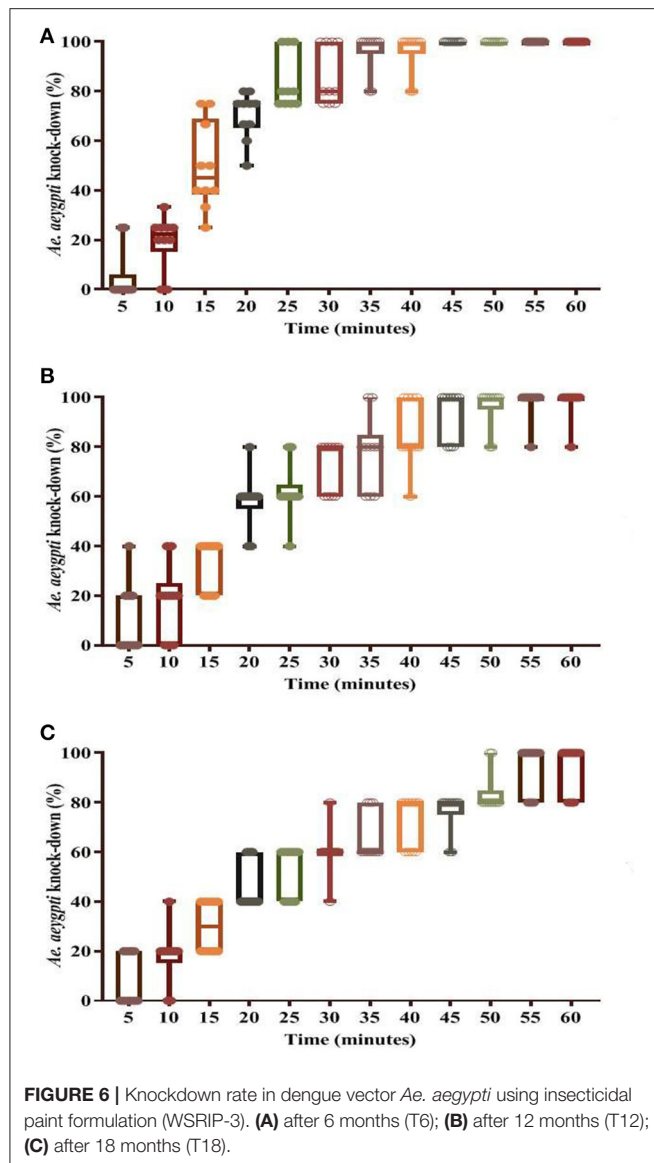 A
Ae. aeygpti knock-down (%)
100
80
60
40
20
0
5 10 15 20 25 30 35 40 45 50 55 60
Time (minutes)
B
Ae. aeygpti knock-down (%)
100
80
60
40
20
0
5 10 15 20 25 30 35 40 45 50 55 60
Time (minutes)
C
Ae. aeygpti knock-down (%)
100
80
60
40
20
0
5 10 15 20 25 30 35 40 45 50 55 60
Time (minutes)
FIGURE 6 | Knockdown rate in dengue vector Ae. aegypti using insecticidal
paint formulation (WSRIP-3). (A) after 6 months (T6); (B) after 12 months (T12);
(C) after 18 months (T18).